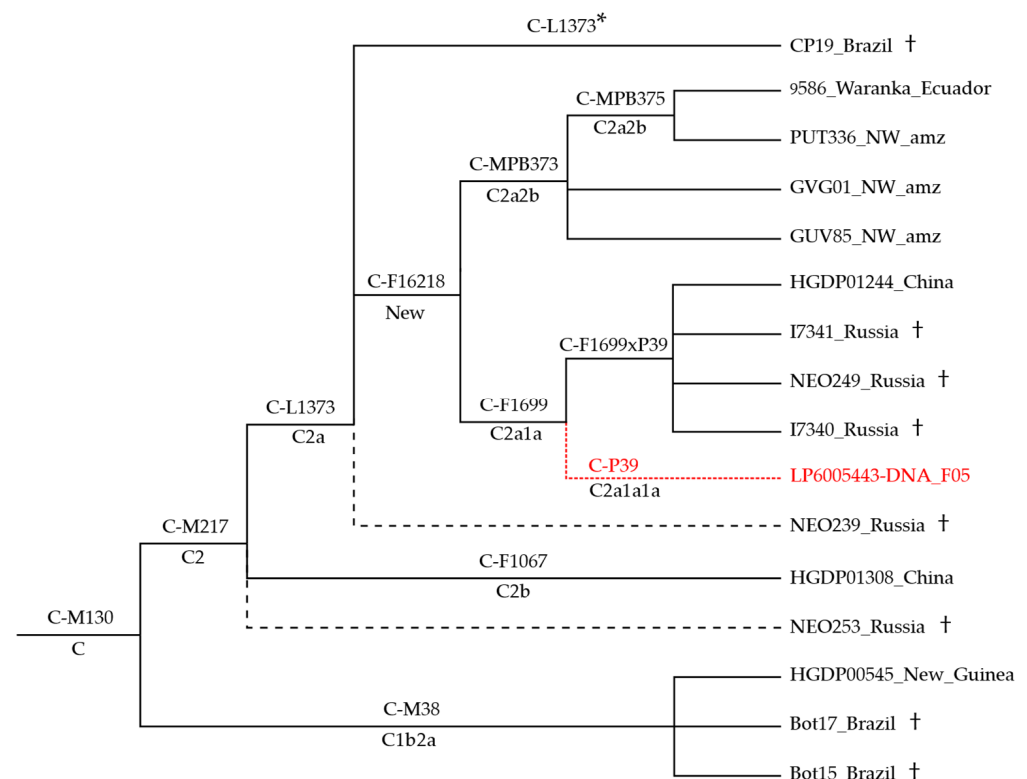 C-L1373*
CP19_Brazil †
9586_Waranka_Ecuador
C-MPB375
C2a2b
PUT336_NW_amz
C-MPB373
C2a2b
GVG01_NW_amz
GUV85_NW_amz
C-F16218
New
HGDP01244_China
I7341_Russia †
C-F1699xP39
NEO249_Russia †
C-F1699
C2a1a
I7340_Russia †
C-L1373
C2a
C-P39
C2a1a1a
LP6005443-DNA_F05
NEO239_Russia †
C-M217
C2
C-F1067
C2b
HGDP01308_China
C-M130
C
NEO253_Russia †
HGDP00545_New_Guinea
C-M38
C1b2a
Bot17_Brazil †
Bot15_Brazil †